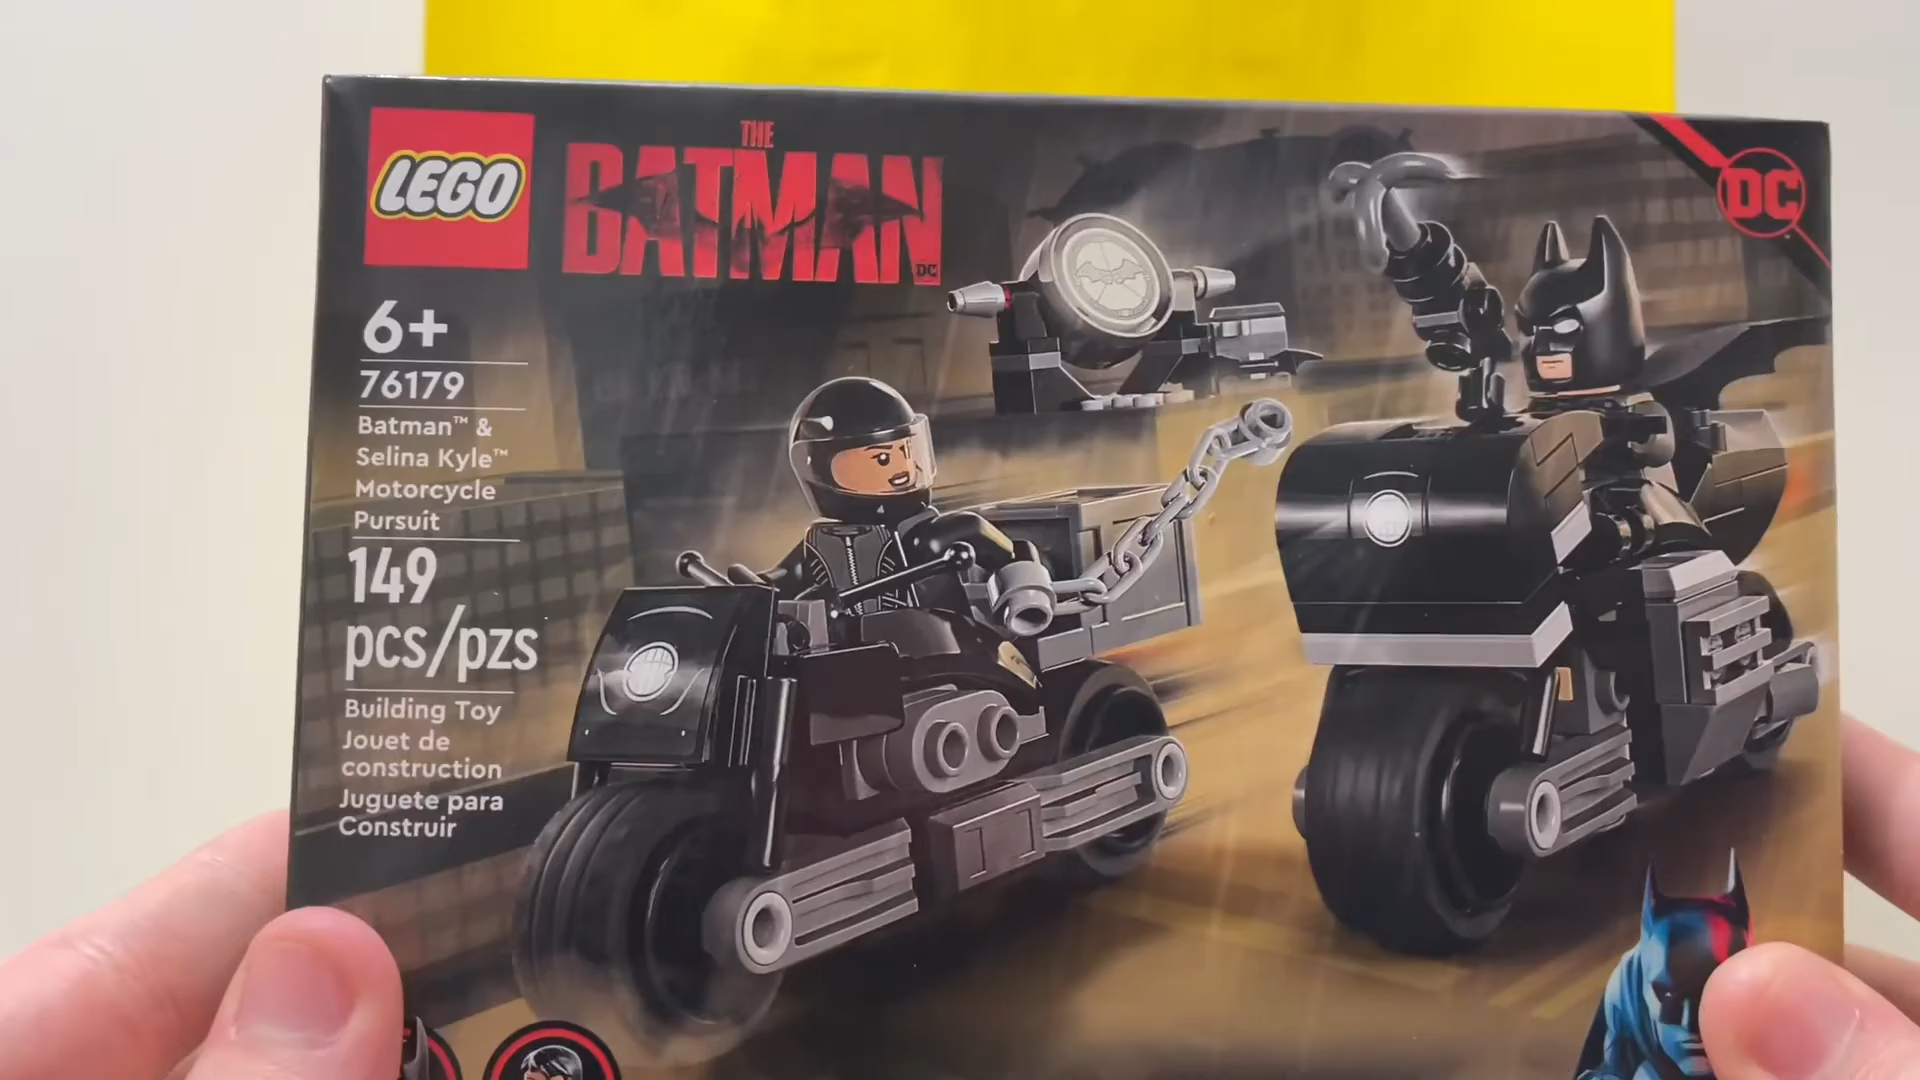 LEGO
THE
BATMAN
DC
DC
6+
76179
Batman™ &
Selina Kyle™
Motorcycle
Pursuit
149
pcs/pzs
Building Toy
Jouet de
construction
Juguete para
Construir